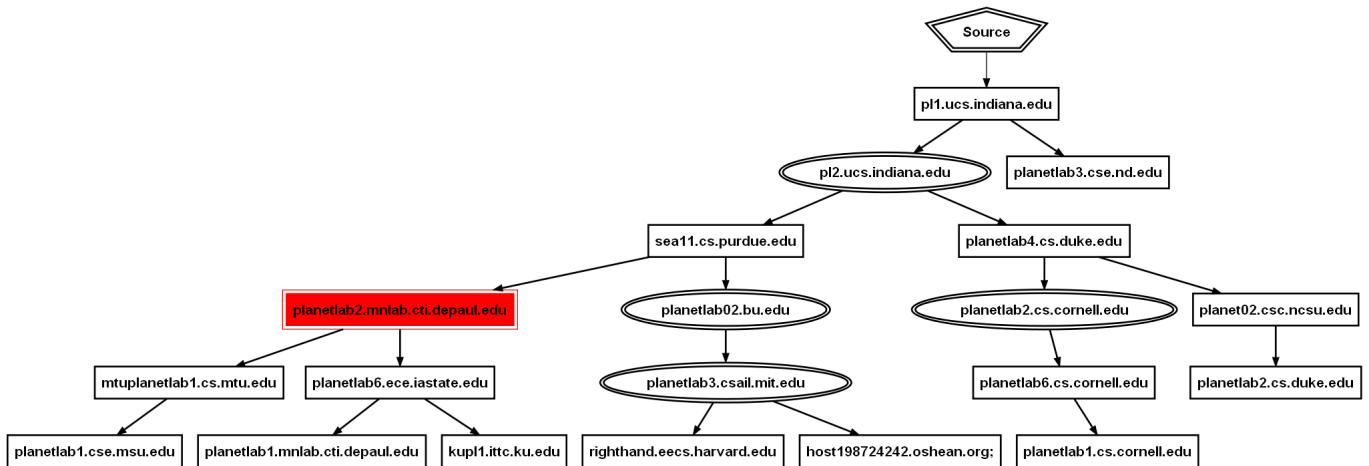 Source
pl1.ucs.indiana.edu
pl2.ucs.indiana.edu
planetlab3.cse.nd.edu
sea11.cs.purdue.edu
planetlab4.cs.duke.edu
planetlab2.mnlab.cti.depaul.edu
planetlab02.bu.edu
planetlab2.cs.cornell.edu
planet02.csc.ncsu.edu
mtuplanetlab1.cs.mtu.edu
planetlab6.ece.iastate.edu
planetlab3.csail.mit.edu
planetlab6.cs.cornell.edu
planetlab2.cs.duke.edu
planetlab1.cse.msu.edu
planetlab1.mnlab.cti.depaul.edu
kupl1.ittc.ku.edu
righthand.eecs.harvard.edu
host198724242.oshean.org;
planetlab1.cs.cornell.edu